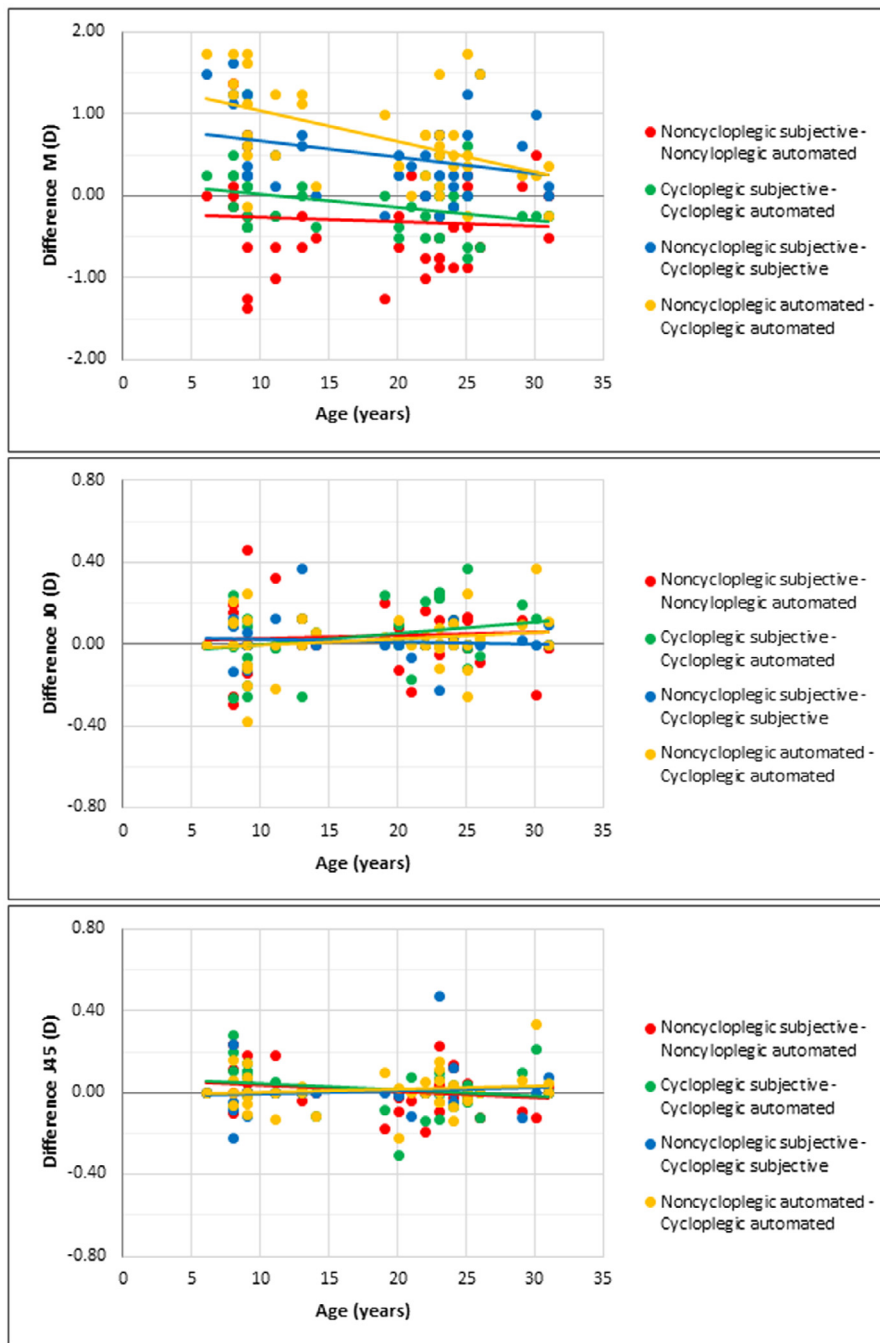 2.00
1.00
0.00
-1.00
-2.00
Difference M (D)
0 5 10 15 20 25 30 35
Age (years)
Noncycloplegic subjective -
Noncyloplegic automated
Cycloplegic subjective -
Cycloplegic automated
Noncycloplegic subjective -
Cycloplegic subjective
Noncycloplegic automated -
Cycloplegic automated
0.80
0.40
0.00
-0.40
-0.80
Difference J0 (D)
0 5 10 15 20 25 30 35
Age (years)
Noncycloplegic subjective -
Noncyloplegic automated
Cycloplegic subjective -
Cycloplegic automated
Noncycloplegic subjective -
Cycloplegic subjective
Noncycloplegic automated -
Cycloplegic automated
0.80
0.40
0.00
-0.40
-0.80
Difference J45 (D)
0 5 10 15 20 25 30 35
Age (years)
Noncycloplegic subjective -
Noncyloplegic automated
Cycloplegic subjective -
Cycloplegic automated
Noncycloplegic subjective -
Cycloplegic subjective
Noncycloplegic automated -
Cycloplegic automated